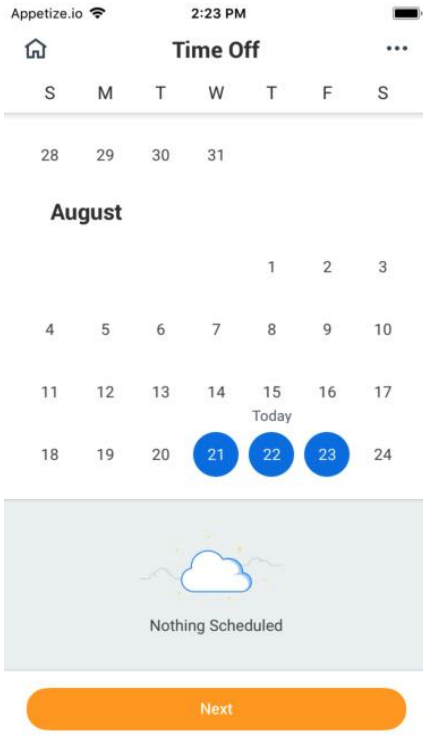 Appetize.io 2:23 PM
Time Off
S M T W T F S
28 29 30 31
August
1 2 3
4 5 6 7 8 9 10
11 12 13 14 15 16 17
Today
18 19 20 21 22 23 24
Nothing Scheduled
Next